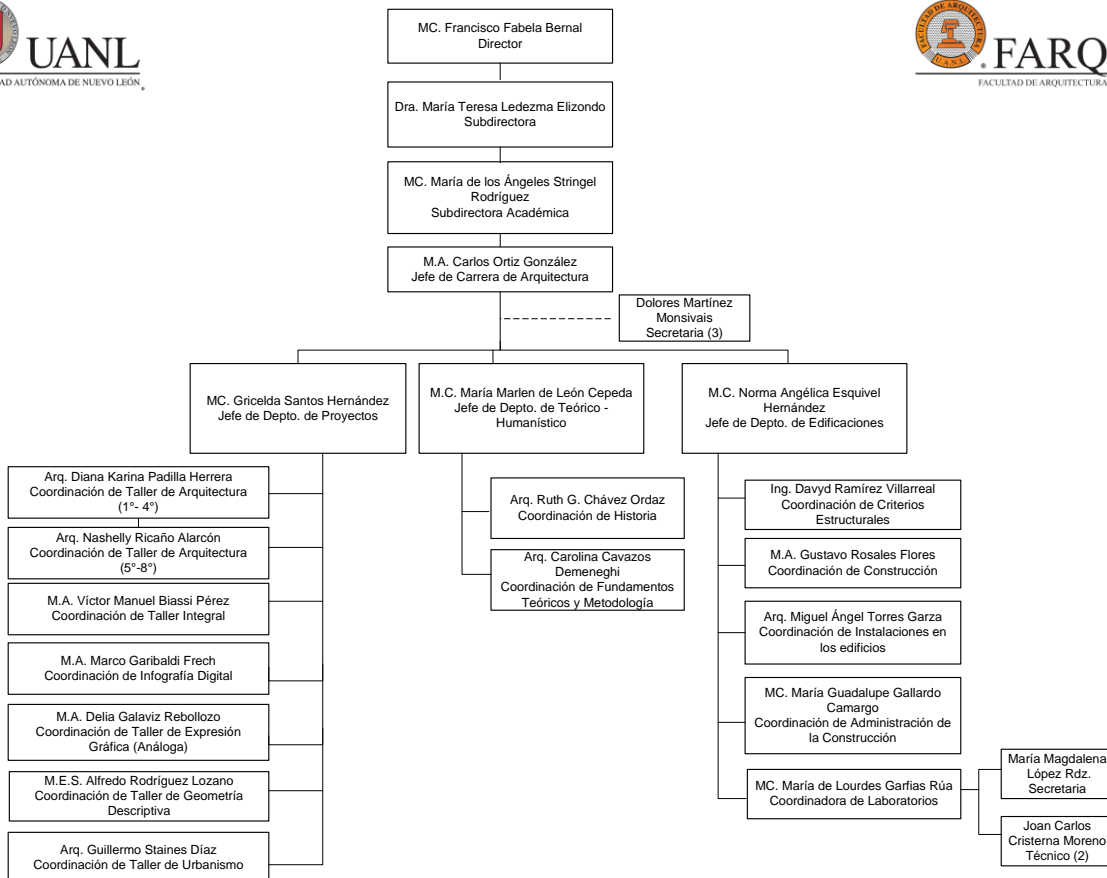 UANL
AD AUTÓNOMA DE NUEVO LEÓN
FACULTAD DE ARQUITECTURA
U.A.N.L.
FARQ
FACULTAD DE ARQUITECTURA
MC. Francisco Fabela Bernal
Director
Dra. María Teresa Ledezma Elizondo
Subdirectora
MC. María de los Ángeles Stringel
Rodríguez
Subdirectora Académica
M.A. Carlos Ortiz González
Jefe de Carrera de Arquitectura
Dolores Martínez
Monsivais
Secretaria (3)
MC. Gricelda Santos Hernández
Jefe de Depto. de Proyectos
M.C. María Marlen de León Cepeda
Jefe de Depto. de Teórico -
Humanístico
M.C. Norma Angélica Esquivel
Hernández
Jefe de Depto. de Edificaciones
Arq. Diana Karina Padilla Herrera
Coordinación de Taller de Arquitectura
(1°- 4°)
Arq. Nashelly Ricaño Alarcón
Coordinación de Taller de Arquitectura
(5°-8°)
M.A. Víctor Manuel Biassi Pérez
Coordinación de Taller Integral
M.A. Marco Garibaldi Frech
Coordinación de Infografía Digital
M.A. Delia Galaviz Rebollozo
Coordinación de Taller de Expresión
Gráfica (Análoga)
M.E.S. Alfredo Rodríguez Lozano
Coordinación de Taller de Geometría
Descriptiva
Arq. Guillermo Staines Díaz
Coordinación de Taller de Urbanismo
Arq. Ruth G. Chávez Ordaz
Coordinación de Historia
Arq. Carolina Cavazos
Demeneghi
Coordinación de Fundamentos
Teóricos y Metodología
Ing. Davyd Ramírez Villarreal
Coordinación de Criterios
Estructurales
M.A. Gustavo Rosales Flores
Coordinación de Construcción
Arq. Miguel Ángel Torres Garza
Coordinación de Instalaciones en
los edificios
MC. María Guadalupe Gallardo
Camargo
Coordinación de Administración de
la Construcción
MC. María de Lourdes Garfias Rúa
Coordinadora de Laboratorios
María Magdalena
López Rdz.
Secretaria
Joan Carlos
Cristerna Moreno
Técnico (2)